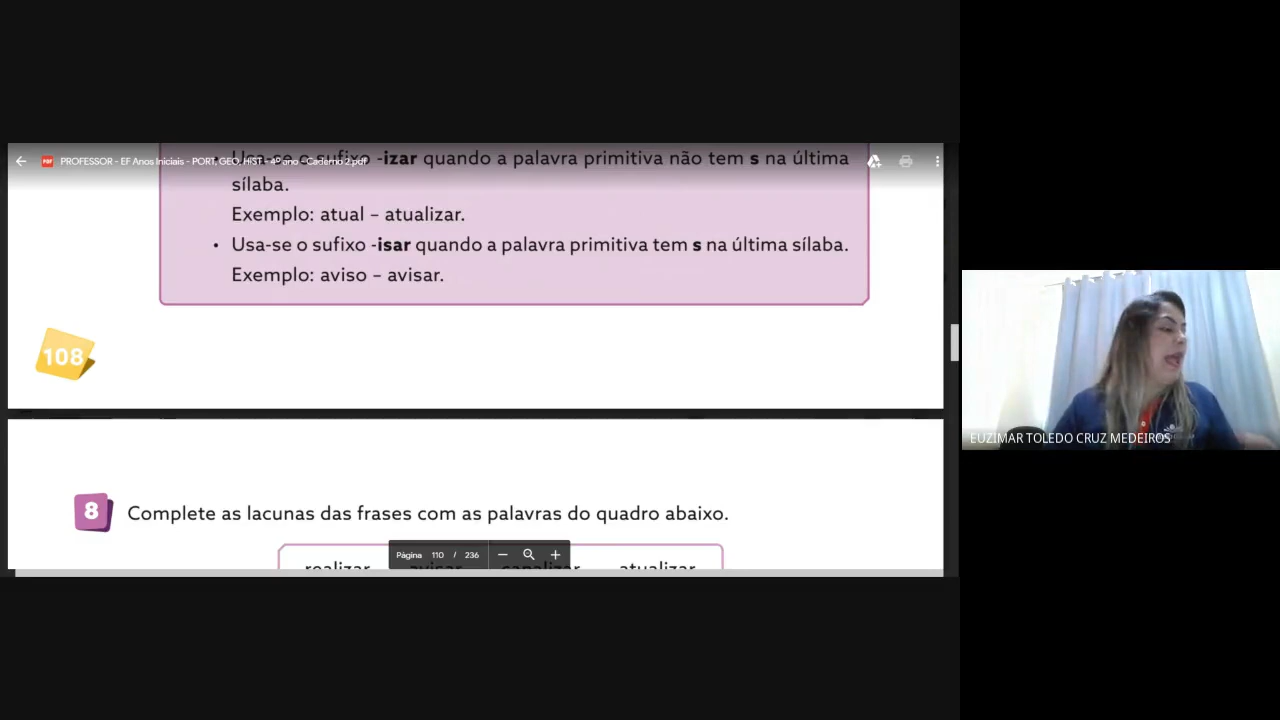 PROFESSOR - EF Anos Iniciais - PORT, GEO, HIST - 4º ano - Caderno 2.pdf
• Usa-se o sufixo -izar quando a palavra primitiva não tem s na última
sílaba.
Exemplo: atual – atualizar.
• Usa-se o sufixo -isar quando a palavra primitiva tem s na última sílaba.
Exemplo: aviso – avisar.
108
8 Complete as lacunas das frases com as palavras do quadro abaixo.
realizar avisar canalizar atualizar
Página 110 / 236
EUZIMAR TOLEDO CRUZ MEDEIROS